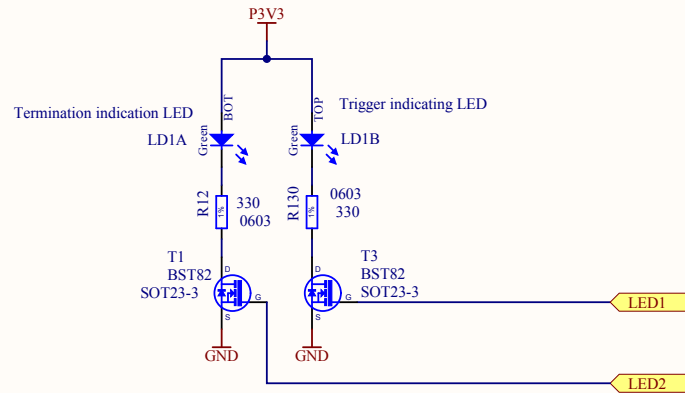 P3V3
Termination indication LED
BOT
TOP
Trigger indicating LED
Green
LD1A
Green
LD1B
R12
1%
330
0603
R130
1%
0603
330
T1
BST82
SOT23-3
D
G
S
T3
BST82
SOT23-3
D
G
S
LED1
GND
GND
LED2